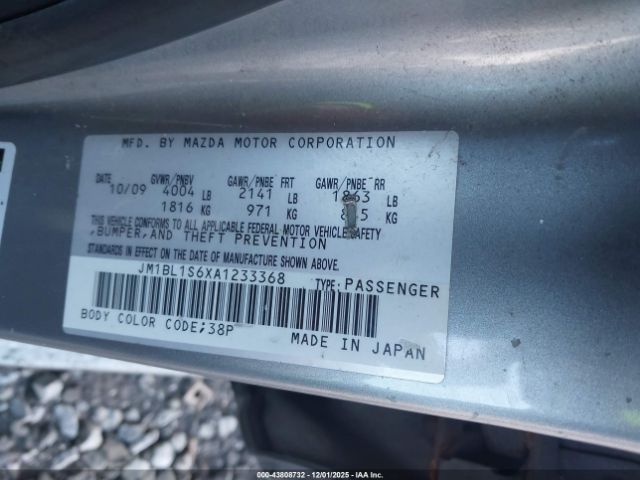 MFD. BY MAZDA MOTOR CORPORATION
DATE GVWR/PNBV GAWR/PNBE FRT GAWR/PNBE RR
10/09 4004 LB 2141 LB 1863 LB
1816 KG 971 KG KG
THIS VEHICLE CONFORMS TO ALL APPLICABLE FEDERAL MOTOR VEHICLE SAFETY
,BUMPER,AND THEFT PREVENTION
STANDARDS IN EFFECT ON THE DATE OF MANUFACTURE SHOWN ABOVE.
JM1BL1S6XA1233368 TYPE:PASSENGER
BODY COLOR CODE;38P MADE IN JAPAN
© IAA 43808732 - 12/01/2025 - IAA, Inc.